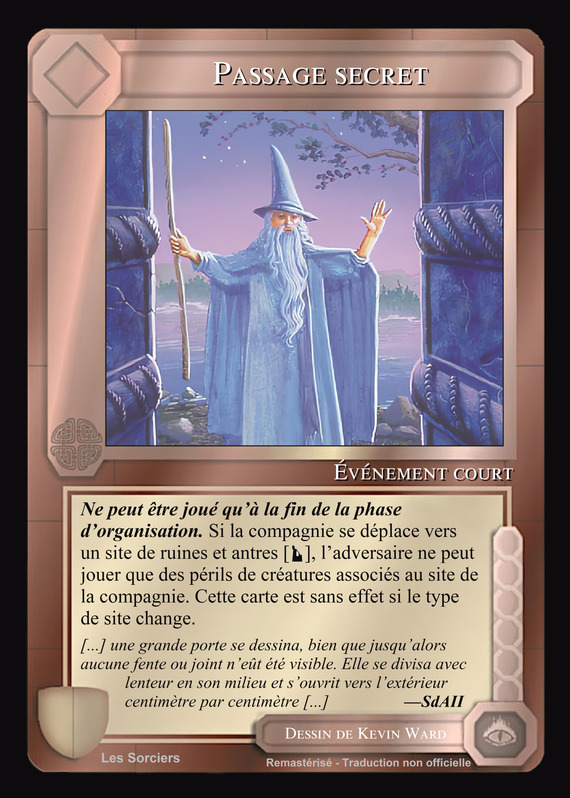 Passage secret
Événement court
Ne peut être joué qu'à la fin de la phase
d'organisation. Si la compagnie se déplace vers
un site de ruines et antres [], l'adversaire ne peut
jouer que des périls de créatures associés au site de
la compagnie. Cette carte est sans effet si le type
de site change.
[...] une grande porte se dessina, bien que jusqu'alors
aucune fente ou joint n'eût été visible. Elle se divisa avec
lenteur en son milieu et s'ouvrit vers l'extérieur
centimètre par centimètre [...] —SdAII
Dessin de Kevin Ward
Les Sorciers
Remastérisé - Traduction non officielle